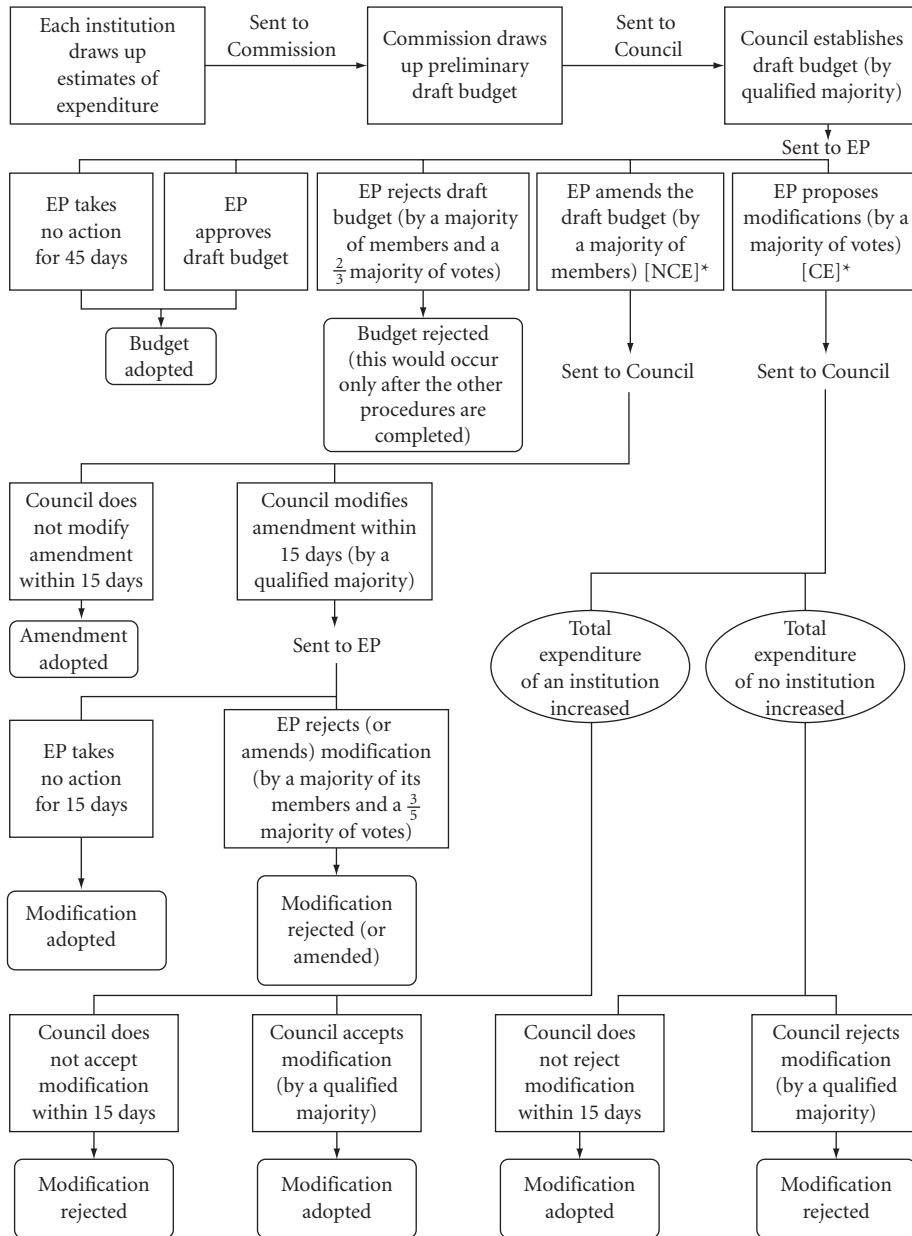 Each institution
draws up
estimates of
expenditure
Sent to
Commission
Commission draws
up preliminary
draft budget
Sent to
Council
Council establishes
draft budget (by
qualified majority)
Sent to EP
EP takes
no action
for 45 days
EP
approves
draft budget
EP rejects draft
budget (by a majority
of members and a
2/3 majority of votes)
EP amends the
draft budget (by
a majority of
members) [NCE]*
EP proposes
modifications (by a
majority of votes)
[CE]*
Budget
adopted
Budget rejected
(this would occur
only after the other
procedures are
completed)
Sent to Council
Sent to Council
Council does
not modify
amendment
within 15 days
Council modifies
amendment within
15 days (by a
qualified majority)
Amendment
adopted
Sent to EP
Total
expenditure
of an institution
increased
Total
expenditure
of no institution
increased
EP takes
no action
for 15 days
EP rejects (or
amends) modification
(by a majority of its
members and a 3/5
majority of votes)
Modification
adopted
Modification
rejected (or
amended)
Council does
not accept
modification
within 15 days
Council accepts
modification
(by a qualified
majority)
Council does
not reject
modification
within 15 days
Council rejects
modification
(by a qualified
majority)
Modification
rejected
Modification
adopted
Modification
adopted
Modification
rejected